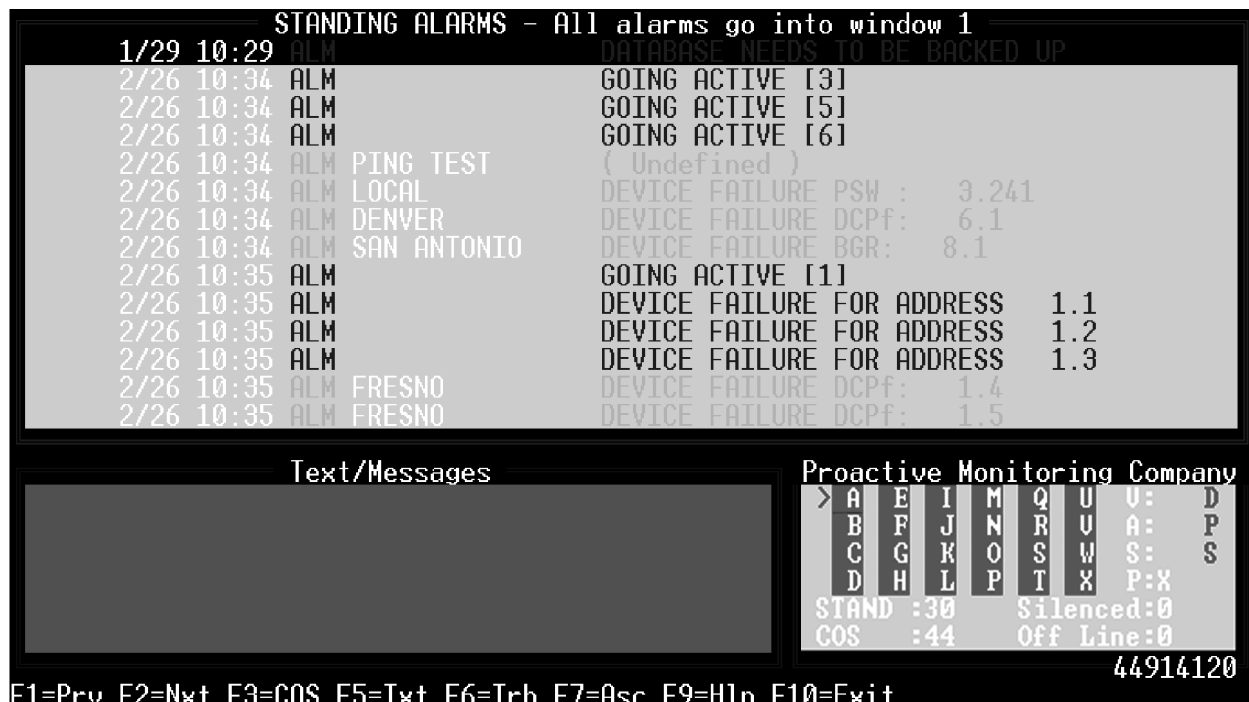 STANDING ALARMS - All alarms go into window 1
1/29 10:29 ALM DATABASE NEEDS TO BE BACKED UP
2/26 10:34 ALM GOING ACTIVE [3]
2/26 10:34 ALM GOING ACTIVE [5]
2/26 10:34 ALM GOING ACTIVE [6]
2/26 10:34 ALM PING TEST ( Undefined )
2/26 10:34 ALM LOCAL DEVICE FAILURE PSW : 3.241
2/26 10:34 ALM DENVER DEVICE FAILURE DCPf: 6.1
2/26 10:34 ALM SAN ANTONIO DEVICE FAILURE BGR: 8.1
2/26 10:35 ALM GOING ACTIVE [1]
2/26 10:35 ALM DEVICE FAILURE FOR ADDRESS 1.1
2/26 10:35 ALM DEVICE FAILURE FOR ADDRESS 1.2
2/26 10:35 ALM DEVICE FAILURE FOR ADDRESS 1.3
2/26 10:35 ALM FRESNO DEVICE FAILURE DCPf: 1.4
2/26 10:35 ALM FRESNO DEVICE FAILURE DCPf: 1.5
Text/Messages
Proactive Monitoring Company
> A E I M Q U V: D
B F J N R V A: P
C G K O S W S: S
D H L P T X P:X
STAND :30 Silenced:0
COS :44 Off Line:0
44914120
F1=Prv F2=Nxt F3=COS F5=Txt F6=Trb F7=Asc F9=Hlp F10=Exit